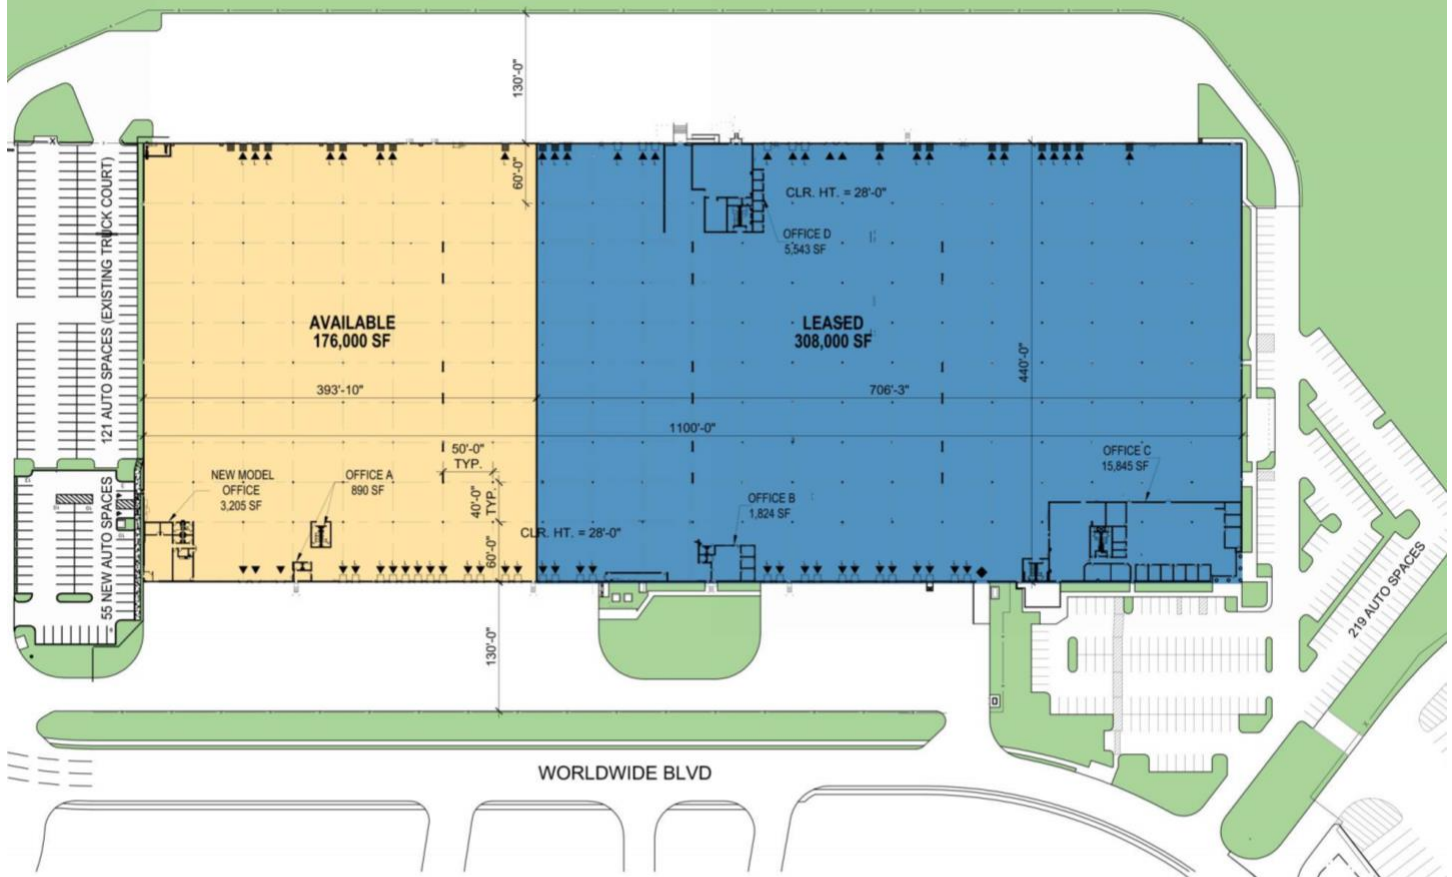 130'-0"
60'-0"
CLR. HT. = 28'-0"
OFFICE D
5,543 SF
121 AUTO SPACES (EXISTING TRUCK COURT)
AVAILABLE
176,000 SF
LEASED
308,000 SF
440'-0"
393'-10"
706'-3"
1100'-0"
50'-0"
TYP.
40'-0"
TYP.
NEW MODEL
OFFICE
3,205 SF
OFFICE A
890 SF
OFFICE B
1,824 SF
OFFICE C
15,845 SF
CLR. HT. = 28'-0"
60'-0"
55 NEW AUTO SPACES
219 AUTO SPACES
130'-0"
WORLDWIDE BLVD